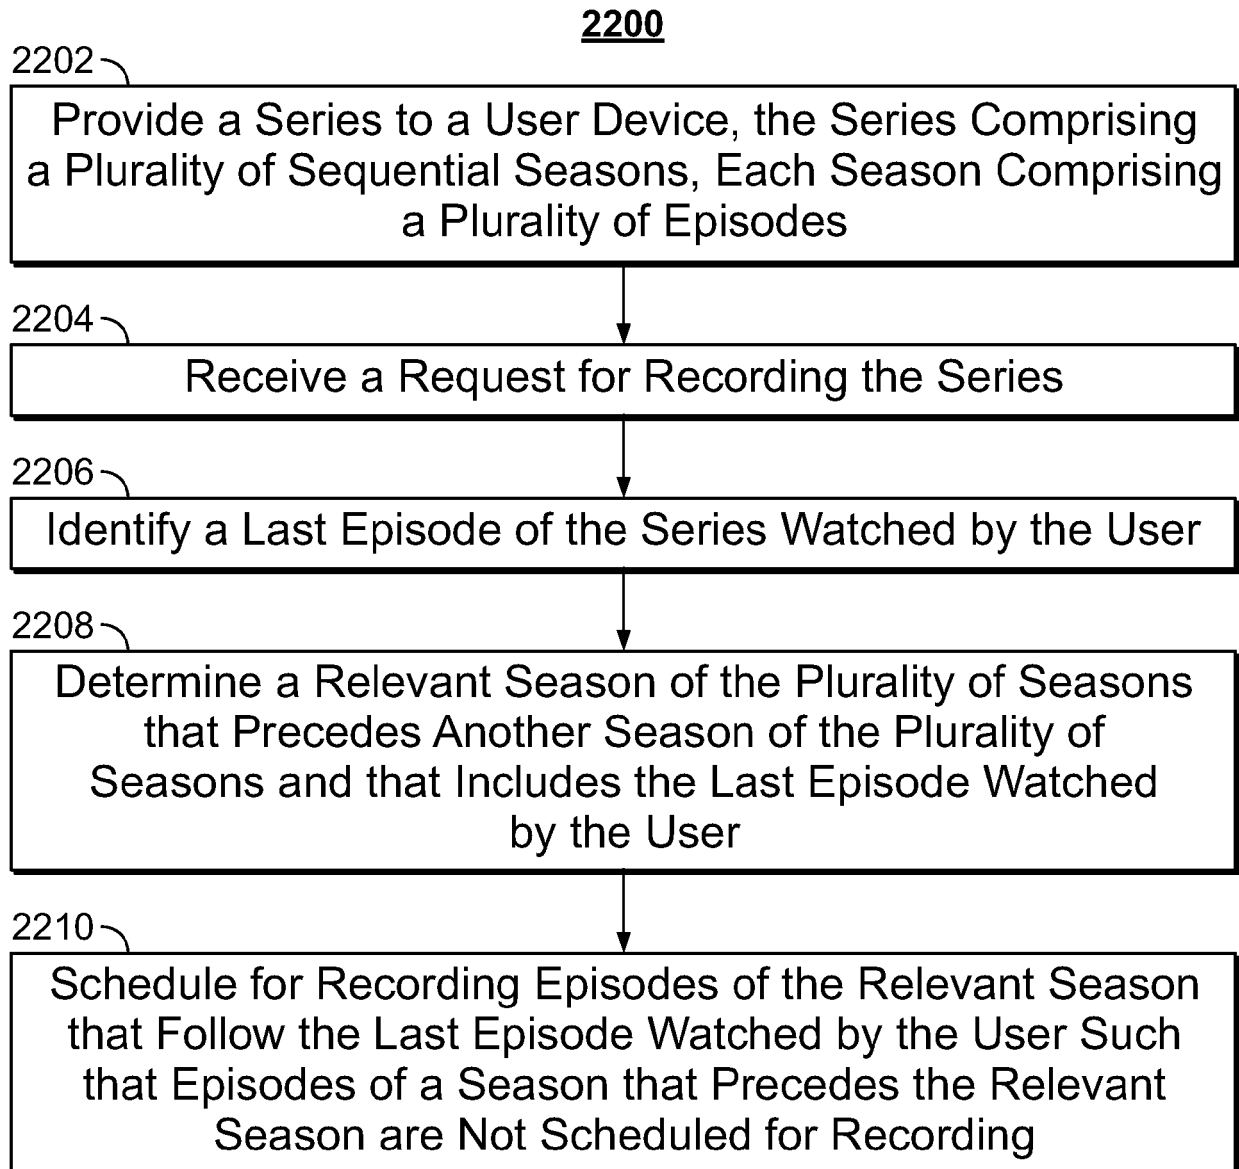 2200
2202
Provide a Series to a User Device, the Series Comprising
a Plurality of Sequential Seasons, Each Season Comprising
a Plurality of Episodes
2204
Receive a Request for Recording the Series
2206
Identify a Last Episode of the Series Watched by the User
2208
Determine a Relevant Season of the Plurality of Seasons
that Precedes Another Season of the Plurality of
Seasons and that Includes the Last Episode Watched
by the User
2210
Schedule for Recording Episodes of the Relevant Season
that Follow the Last Episode Watched by the User Such
that Episodes of a Season that Precedes the Relevant
Season are Not Scheduled for Recording